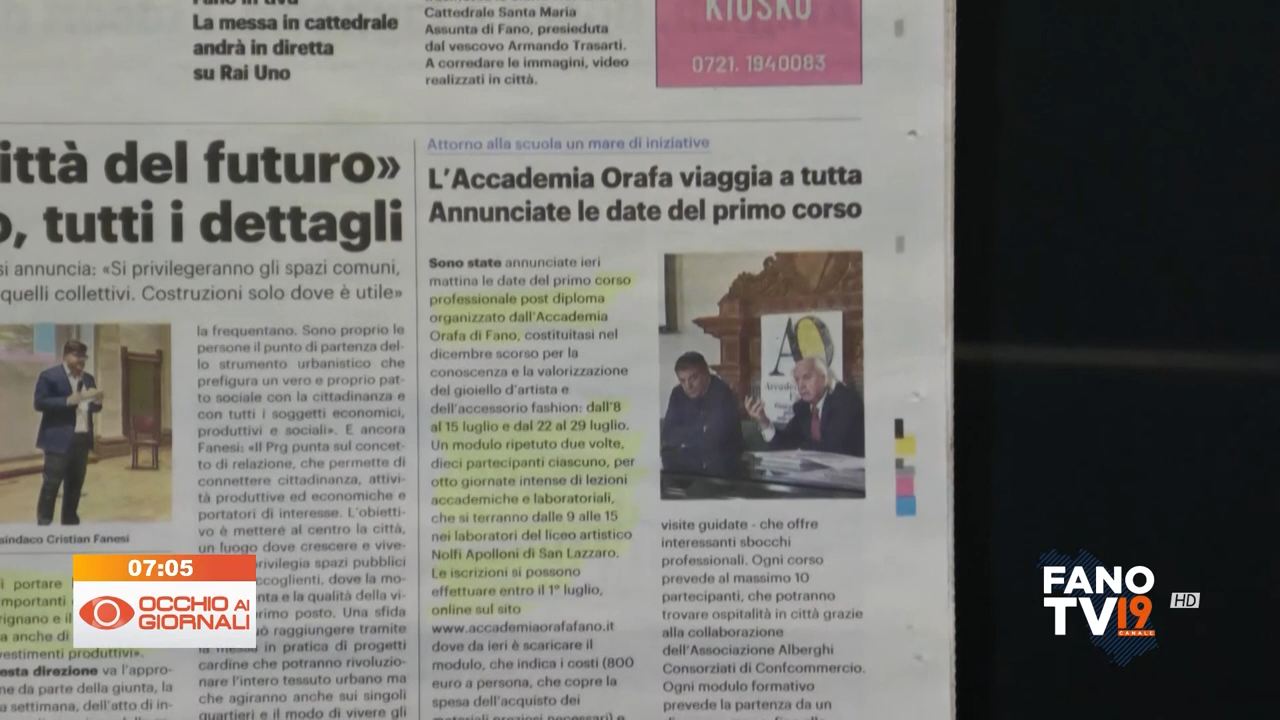 La messa in cattedrale
andrà in diretta
su Rai Uno
Cattedrale Santa Maria
Assunta di Fano, presieduta
dal vescovo Armando Trasarti.
A corredare le immagini, video
realizzati in città.
KIOSKO
0721. 1940083
ittà del futuro»
o, tutti i dettagli
si annuncia: «Si privilegeranno gli spazi comuni,
quelli collettivi. Costruzioni solo dove è utile»
sindaco Cristian Fanesi
i portare
importanti
rignano e il
a anche di
vestimenti produttivi».
esta direzione va l'appro-
ne da parte della giunta, la
a settimana, dell'atto di in-
la frequentano. Sono proprio le
persone il punto di partenza del-
lo strumento urbanistico che
prefigura un vero e proprio pat-
to sociale con la cittadinanza e
con tutti i soggetti economici,
produttivi e sociali». E ancora
Fanesi: «Il Prg punta sul concet-
to di relazione, che permette di
connettere cittadinanza, attivi-
tà produttive ed economiche e
portatori di interesse. L'obietti-
vo è mettere al centro la città,
un luogo dove crescere e vive-
rivilegia spazi pubblici
ccoglienti, dove la mo-
nta e la qualità della vi-
rimo posto. Una sfida
uò raggiungere tramite
la messa in pratica di progetti
cardine che potranno rivoluzio-
nare l'intero tessuto urbano ma
che agiranno anche sui singoli
quartieri e il modo di vivere gli
Attorno alla scuola un mare di iniziative
L'Accademia Orafa viaggia a tutta
Annunciate le date del primo corso
Sono state annunciate ieri
mattina le date del primo corso
professionale post diploma
organizzato dall'Accademia
Orafa di Fano, costituitasi nel
dicembre scorso per la
conoscenza e la valorizzazione
del gioiello d'artista e
dell'accessorio fashion: dall'8
al 15 luglio e dal 22 al 29 luglio.
Un modulo ripetuto due volte,
dieci partecipanti ciascuno, per
otto giornate intense di lezioni
accademiche e laboratoriali,
che si terranno dalle 9 alle 15
nei laboratori del liceo artistico
Nolfi Apolloni di San Lazzaro.
Le iscrizioni si possono
effettuare entro il 1° luglio,
online sul sito
www.accademiaorafafano.it
dove da ieri è scaricare il
modulo, che indica i costi (800
euro a persona, che copre la
spesa dell'acquisto dei
materiali preziosi necessari) e
AO
visite guidate - che offre
interessanti sbocchi
professionali. Ogni corso
prevede al massimo 10
partecipanti, che potranno
trovare ospitalità in città grazie
alla collaborazione
dell'Associazione Alberghi
Consorziati di Confcommercio.
Ogni modulo formativo
prevede la partenza da un
07:05
OCCHIO AI
GIORNALI
FANO
TV19
CANALE
HD